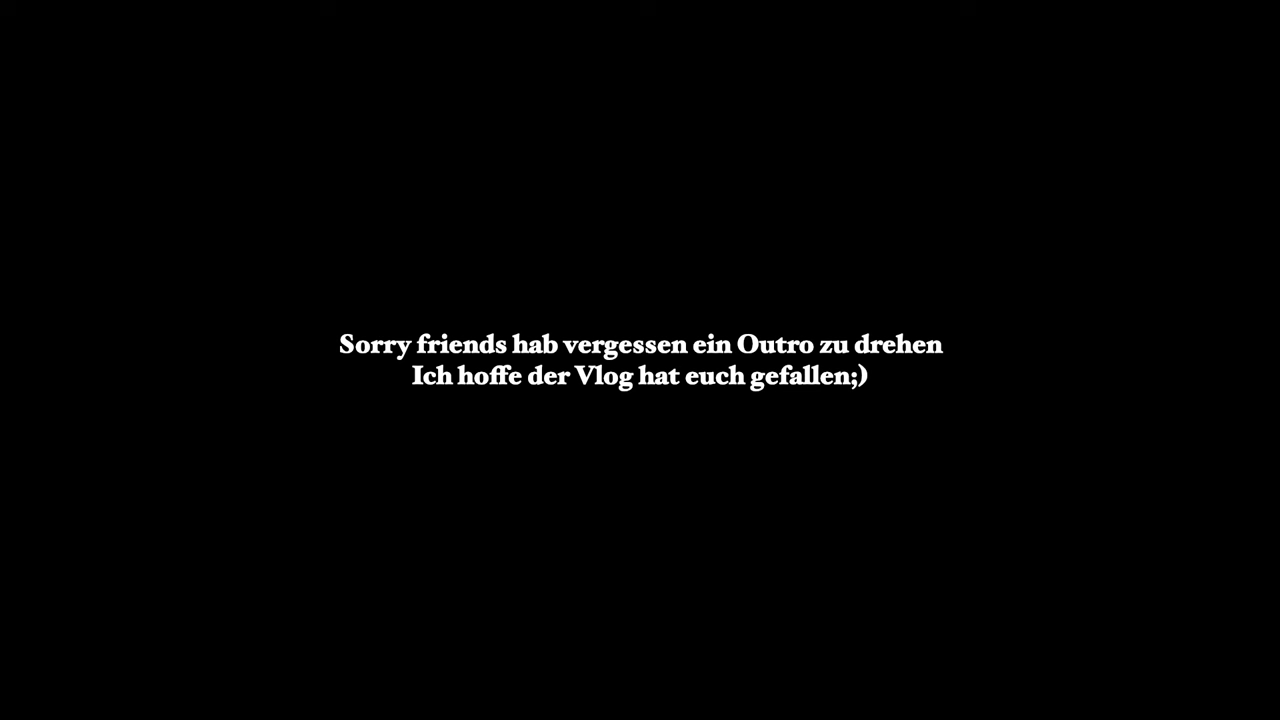 Sorry friends hab vergessen ein Outro zu drehen
Ich hoffe der Vlog hat euch gefallen;)